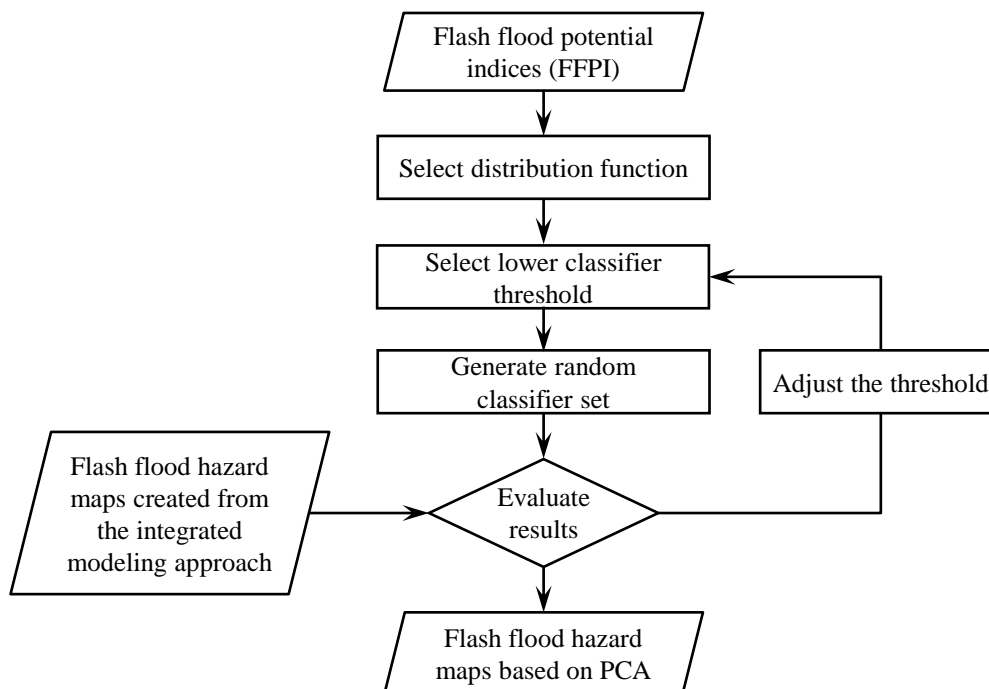 Flash flood potential
indices (FFPI)
Select distribution function
Select lower classifier
threshold
Generate random
classifier set
Adjust the threshold
Flash flood hazard
maps created from
the integrated
modeling approach
Evaluate
results
Flash flood hazard
maps based on PCA